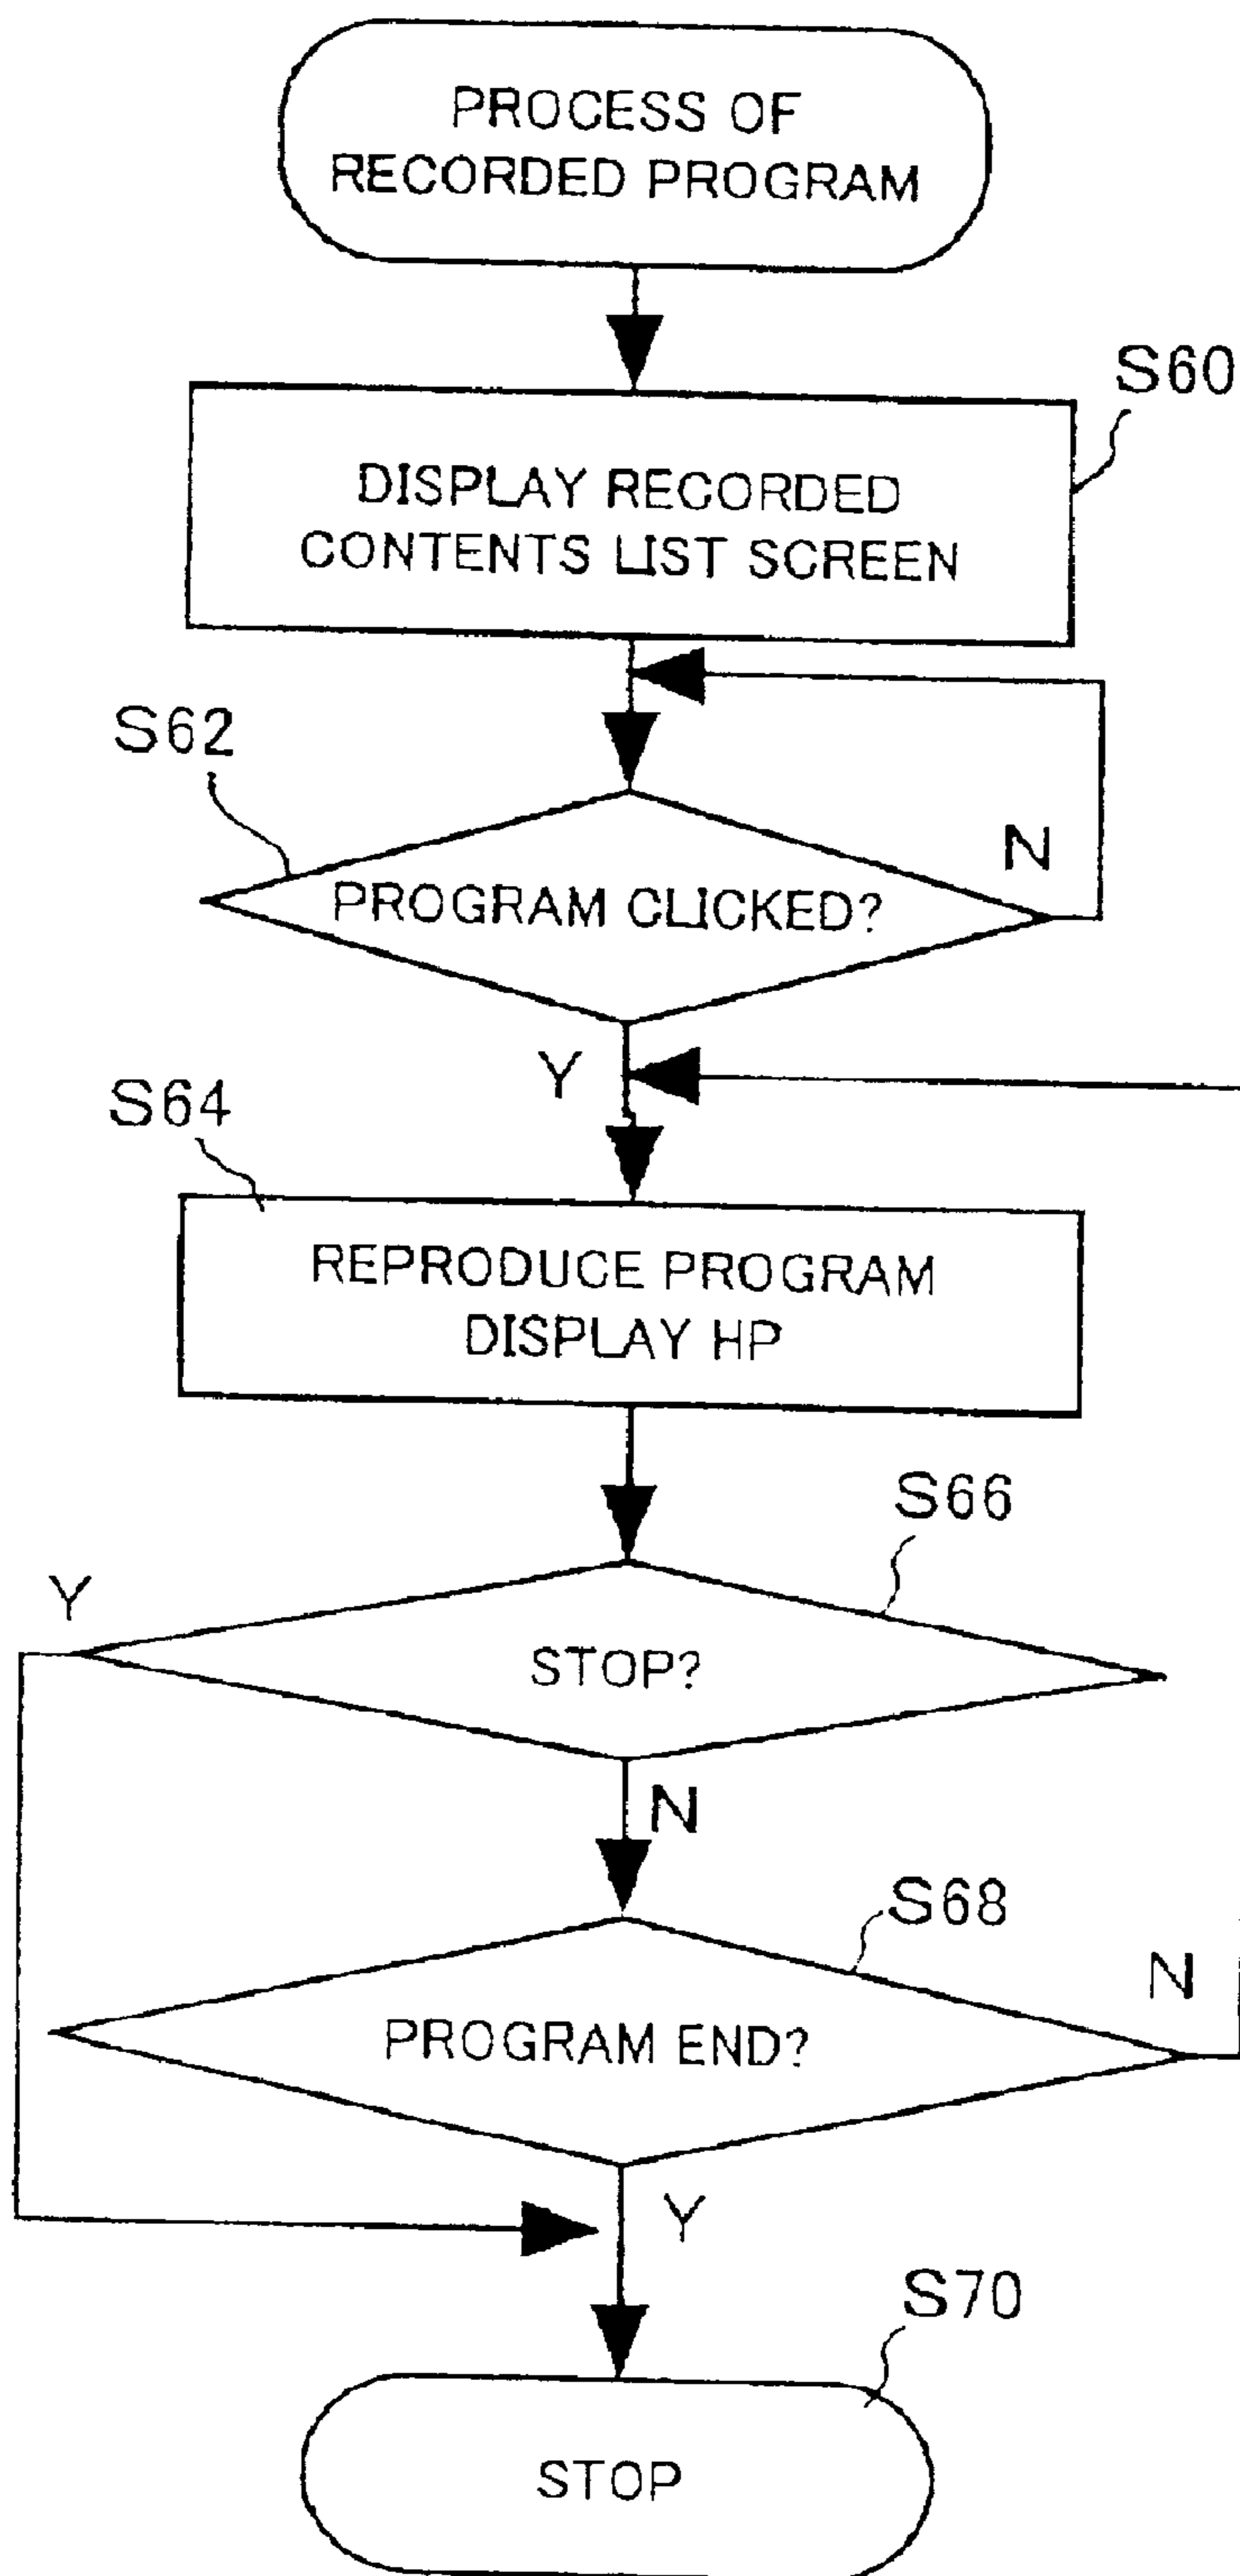 PROCESS OF
RECORDED PROGRAM
S60
DISPLAY RECORDED
CONTENTS LIST SCREEN
S62
N
PROGRAM CLICKED?
Y
S64
REPRODUCE PROGRAM
DISPLAY HP
S66
Y
STOP?
N
S68
N
PROGRAM END?
Y
S70
STOP